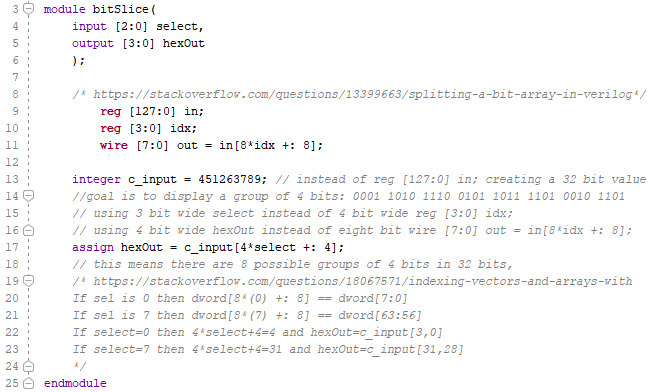 3 module bitSlice(
4 input [2:0] select,
5 output [3:0] hexOut
6 );
7
8 /* https://stackoverflow.com/questions/13399663/splitting-a-bit-array-in-verilog*/
9 reg [127:0] in;
10 reg [3:0] idx;
11 wire [7:0] out = in[8*idx +: 8];
12
13 integer c_input = 451263789; // instead of reg [127:0] in; creating a 32 bit value
14 //goal is to display a group of 4 bits: 0001 1010 1110 0101 1011 1101 0010 1101
15 // using 3 bit wide select instead of 4 bit wide reg [3:0] idx;
16 // using 4 bit wide hexOut instead of eight bit wire [7:0] out = in[8*idx +: 8];
17 assign hexOut = c_input[4*select +: 4];
18 // this means there are 8 possible groups of 4 bits in 32 bits,
19 /* https://stackoverflow.com/questions/18067571/indexing-vectors-and-arrays-with
20 If sel is 0 then dword[8*(0) +: 8] == dword[7:0]
21 If sel is 7 then dword[8*(7) +: 8] == dword[63:56]
22 If select=0 then 4*select+4=4 and hexOut=c_input[3,0]
23 If select=7 then 4*select+4=31 and hexOut=c_input[31,28]
24 */
25 endmodule